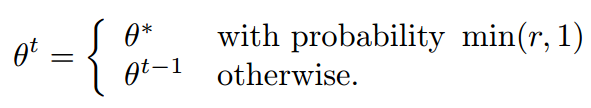 θ^t = { θ* with probability min(r, 1)
θ^{t−1} otherwise.